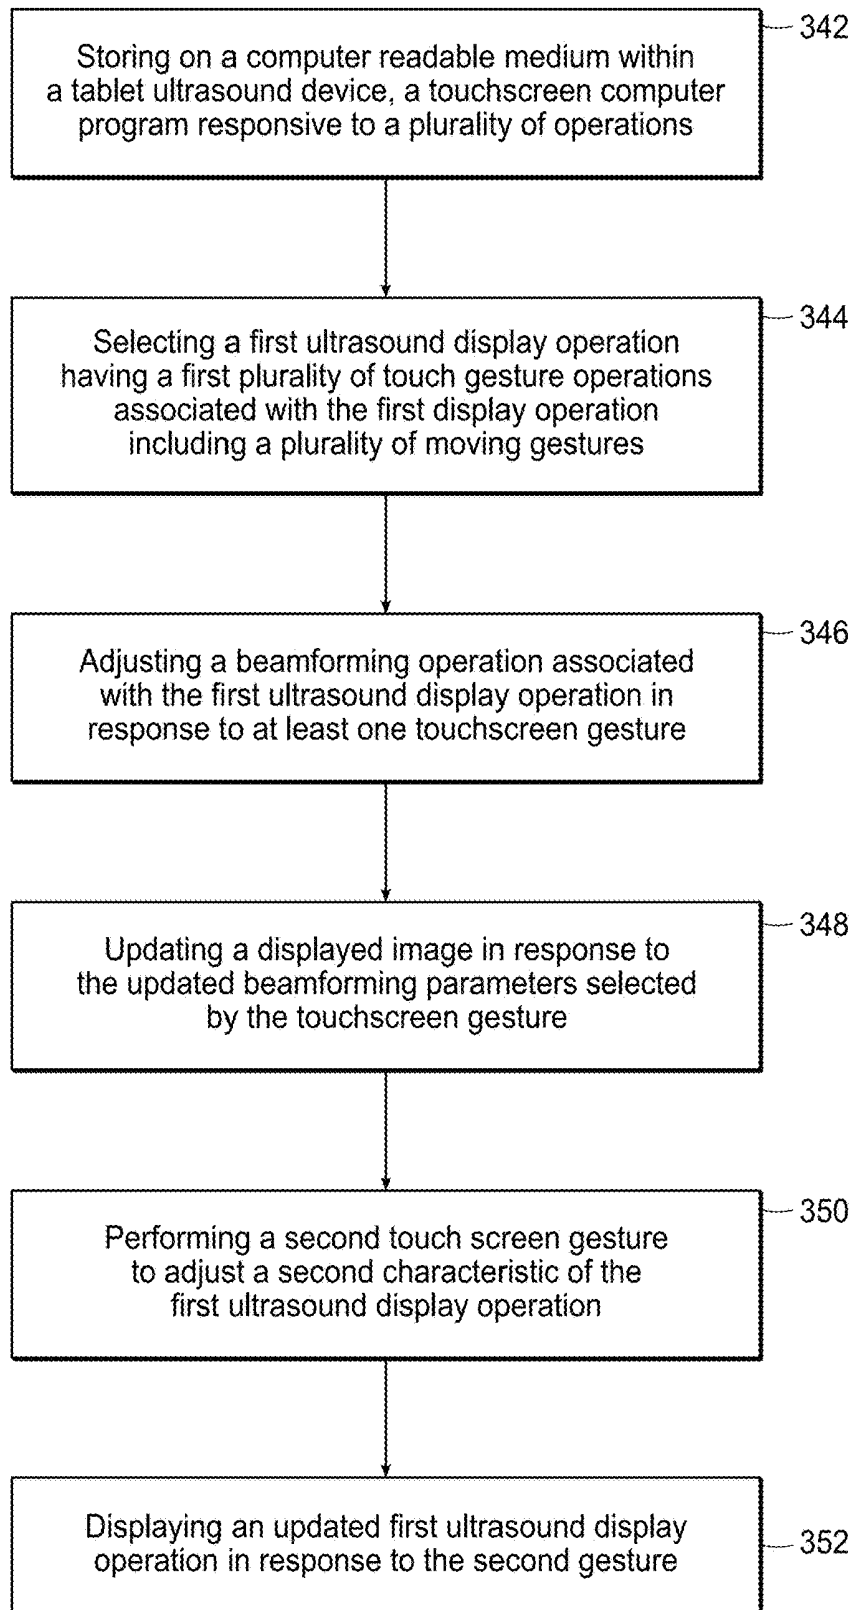 342
Storing on a computer readable medium within
a tablet ultrasound device, a touchscreen computer
program responsive to a plurality of operations
344
Selecting a first ultrasound display operation
having a first plurality of touch gesture operations
associated with the first display operation
including a plurality of moving gestures
346
Adjusting a beamforming operation associated
with the first ultrasound display operation in
response to at least one touchscreen gesture
348
Updating a displayed image in response to
the updated beamforming parameters selected
by the touchscreen gesture
350
Performing a second touch screen gesture
to adjust a second characteristic of the
first ultrasound display operation
Displaying an updated first ultrasound display
operation in response to the second gesture
352